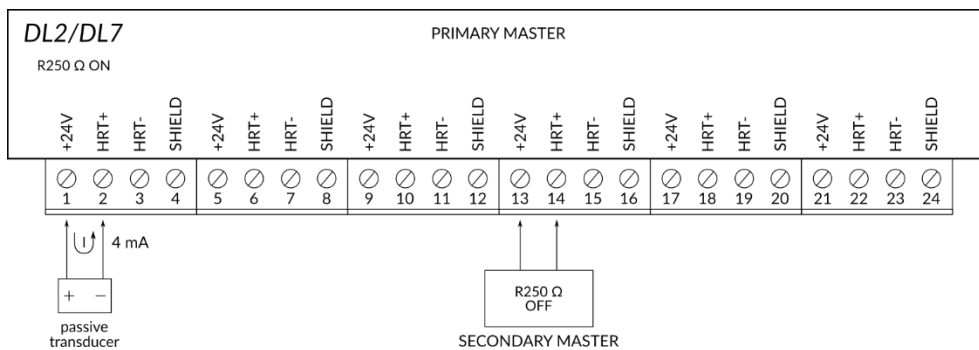 DL2/DL7
PRIMARY MASTER
R250 Ω ON
+24V HRT+ HRT- SHIELD +24V HRT+ HRT- SHIELD +24V HRT+ HRT- SHIELD +24V HRT+ HRT- SHIELD +24V HRT+ HRT- SHIELD +24V HRT+ HRT- SHIELD
1 2 3 4 5 6 7 8 9 10 11 12 13 14 15 16 17 18 19 20 21 22 23 24
I 4 mA
+ −
R250 Ω
OFF
passive
transducer
SECONDARY MASTER